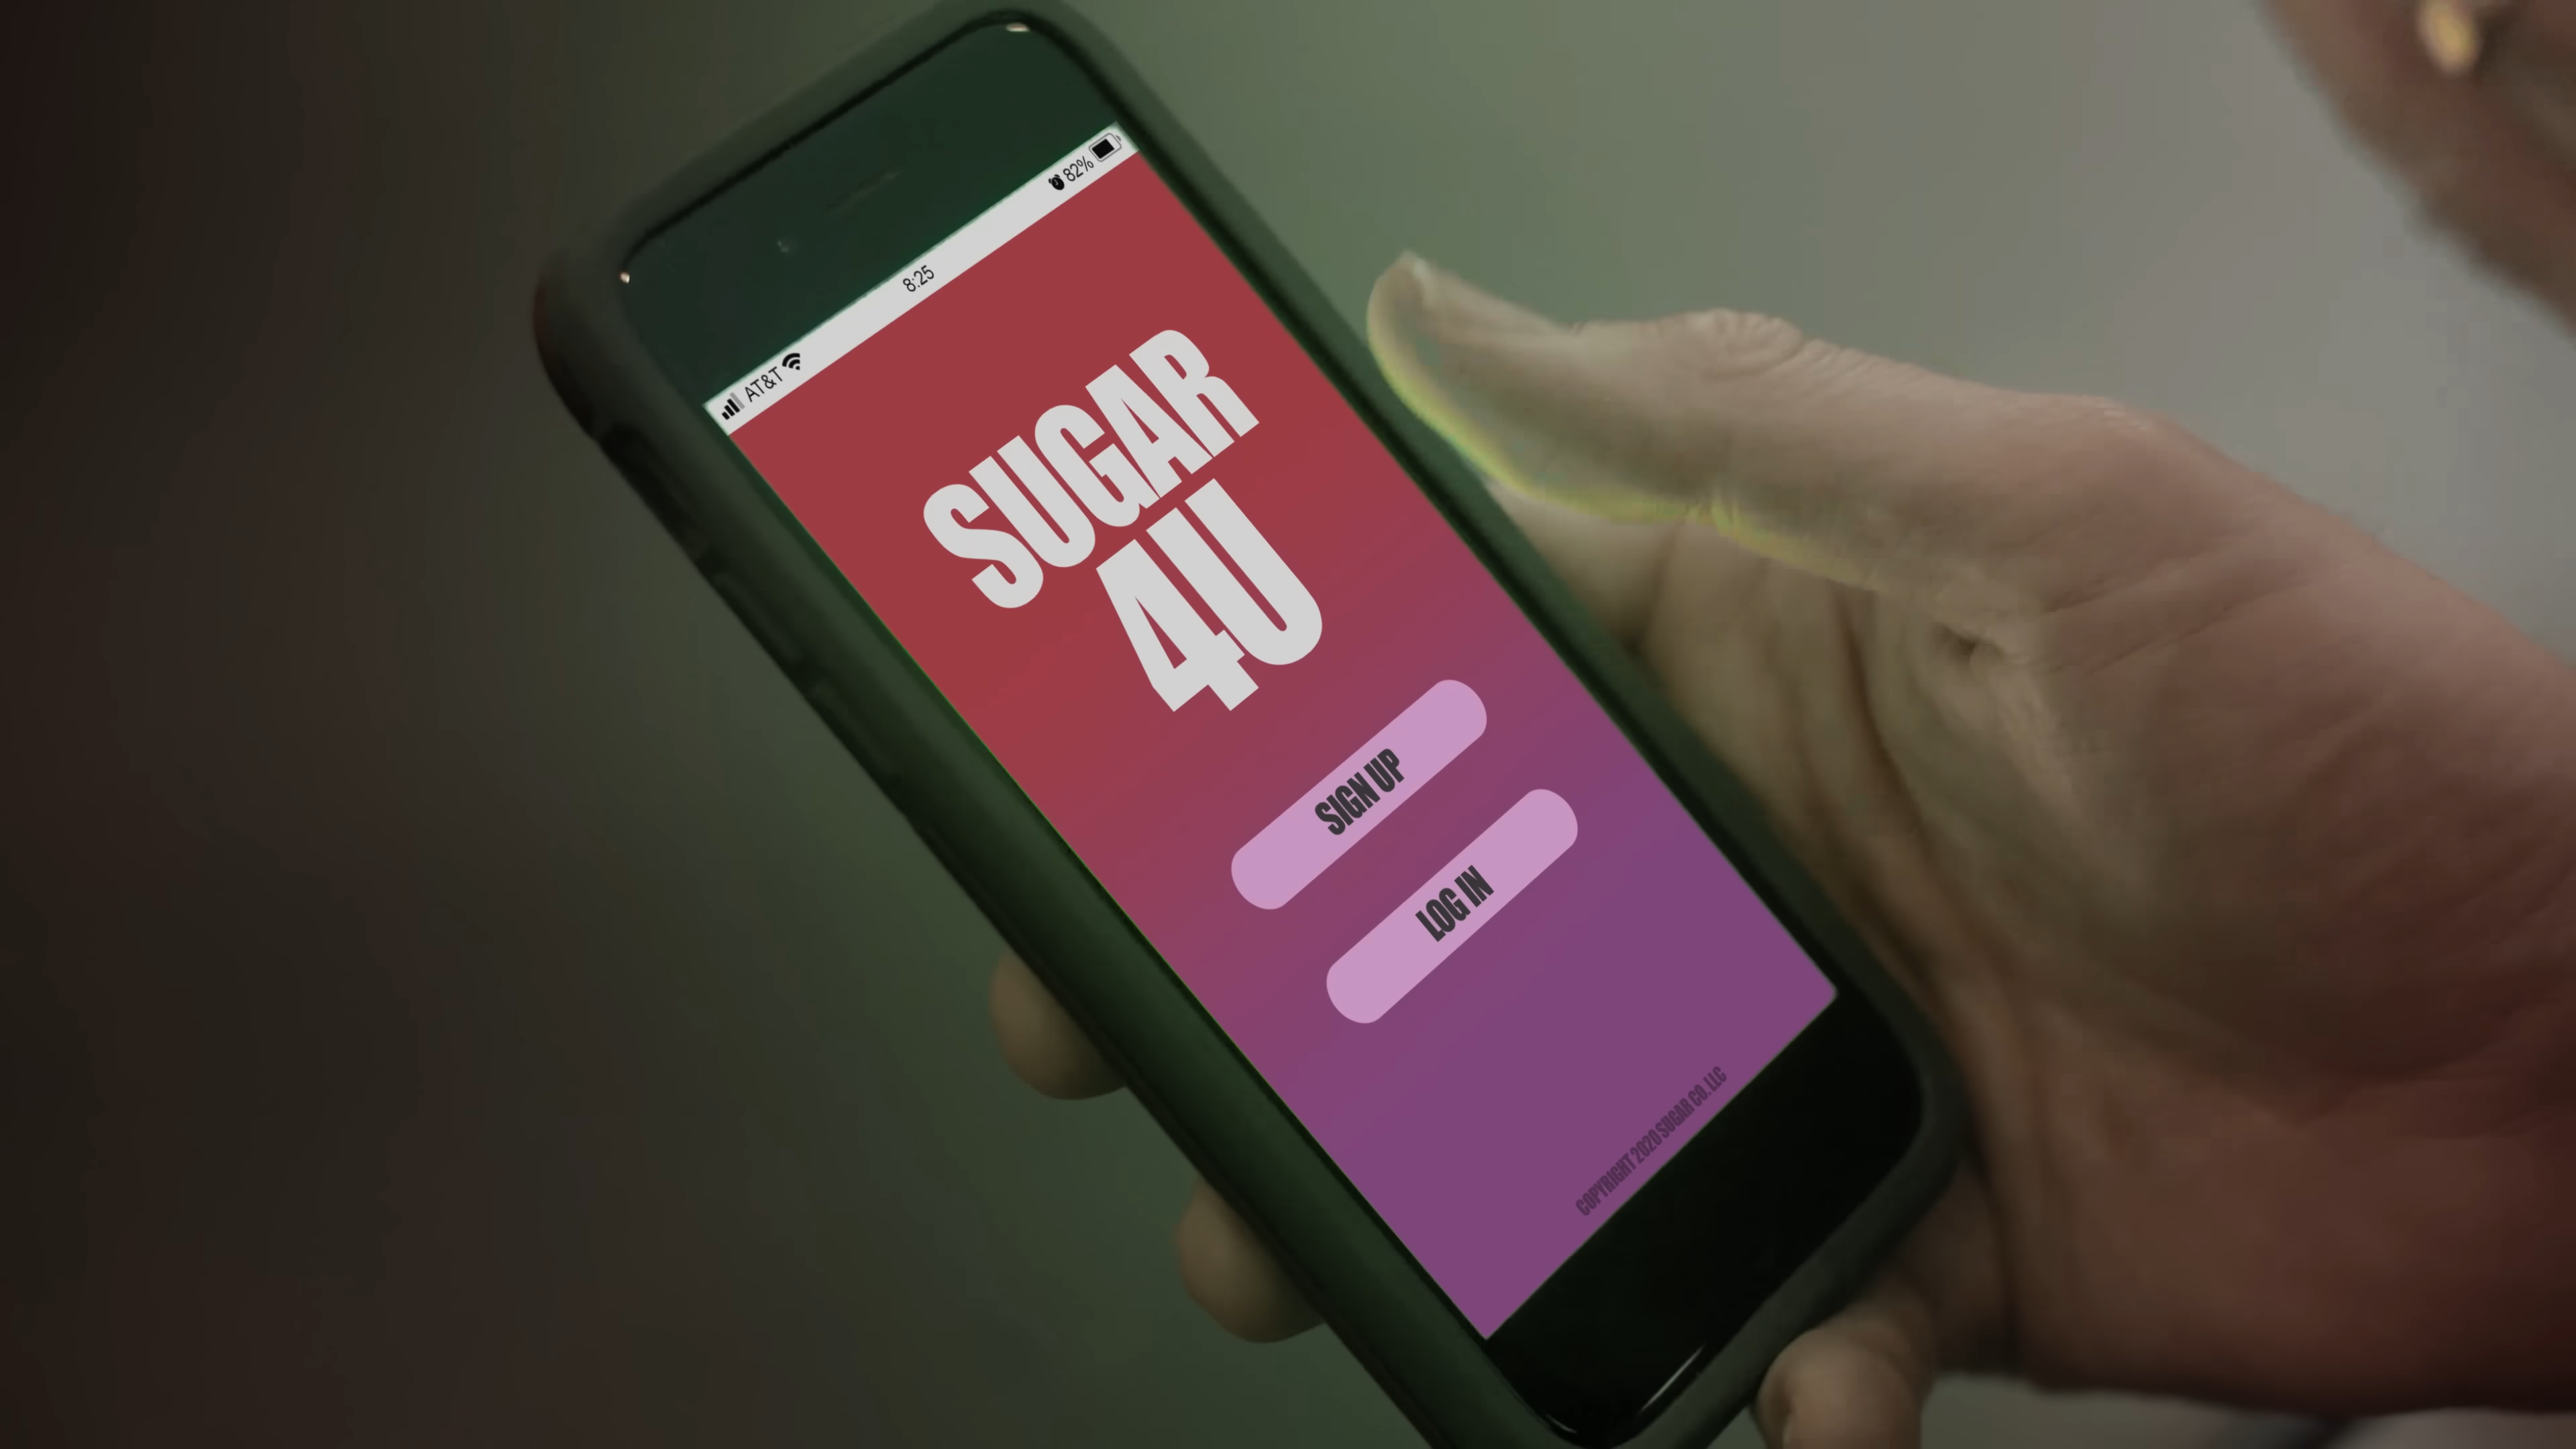 AT&T 8:25 82%
SUGAR
4U
SIGN UP
LOG IN
COPYRIGHT 2020 SUGAR CO. LLC